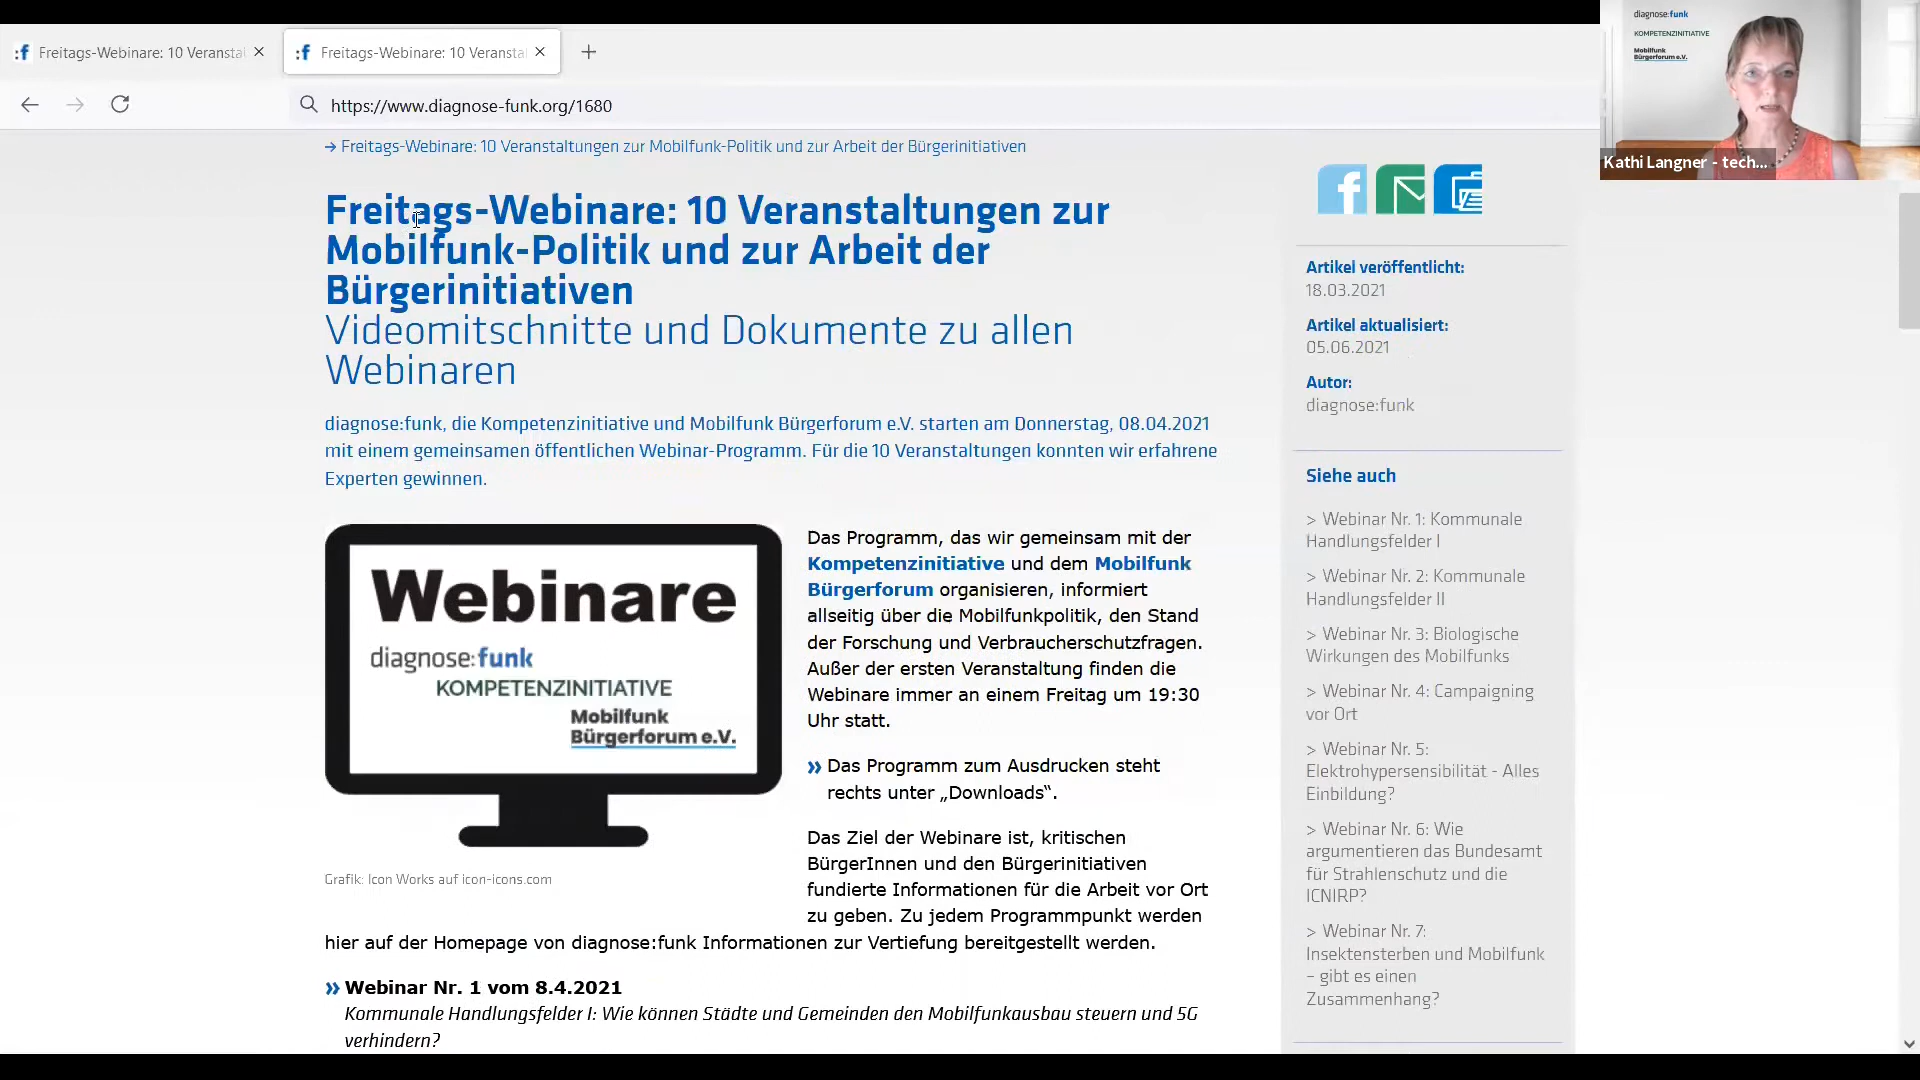 :f Freitags-Webinare: 10 Veransta
:f Freitags-Webinare: 10 Veransta
https://www.diagnose-funk.org/1680
diagnose:funk
KOMPETENZINITIATIVE
Mobilfunk
Bürgerforum e.V.
Kathi Langner - tech...
→ Freitags-Webinare: 10 Veranstaltungen zur Mobilfunk-Politik und zur Arbeit der Bürgerinitiativen
Freitags-Webinare: 10 Veranstaltungen zur
Mobilfunk-Politik und zur Arbeit der
Bürgerinitiativen
Videomitschnitte und Dokumente zu allen
Webinaren
diagnose:funk, die Kompetenzinitiative und Mobilfunk Bürgerforum e.V. starten am Donnerstag, 08.04.2021
mit einem gemeinsamen öffentlichen Webinar-Programm. Für die 10 Veranstaltungen konnten wir erfahrene
Experten gewinnen.
Webinare
diagnose:funk
KOMPETENZINITIATIVE
Mobilfunk
Bürgerforum e.V.
Grafik: Icon Works auf icon-icons.com
Das Programm, das wir gemeinsam mit der
Kompetenzinitiative und dem Mobilfunk
Bürgerforum organisieren, informiert
allseitig über die Mobilfunkpolitik, den Stand
der Forschung und Verbraucherschutzfragen.
Außer der ersten Veranstaltung finden die
Webinare immer an einem Freitag um 19:30
Uhr statt.
» Das Programm zum Ausdrucken steht
rechts unter „Downloads“.
Das Ziel der Webinare ist, kritischen
BürgerInnen und den Bürgerinitiativen
fundierte Informationen für die Arbeit vor Ort
zu geben. Zu jedem Programmpunkt werden
hier auf der Homepage von diagnose:funk Informationen zur Vertiefung bereitgestellt werden.
» Webinar Nr. 1 vom 8.4.2021
Kommunale Handlungsfelder I: Wie können Städte und Gemeinden den Mobilfunkausbau steuern und 5G
verhindern?
Artikel veröffentlicht:
18.03.2021
Artikel aktualisiert:
05.06.2021
Autor:
diagnose:funk
Siehe auch
> Webinar Nr. 1: Kommunale
Handlungsfelder I
> Webinar Nr. 2: Kommunale
Handlungsfelder II
> Webinar Nr. 3: Biologische
Wirkungen des Mobilfunks
> Webinar Nr. 4: Campaigning
vor Ort
> Webinar Nr. 5:
Elektrohypersensibilität - Alles
Einbildung?
> Webinar Nr. 6: Wie
argumentieren das Bundesamt
für Strahlenschutz und die
ICNIRP?
> Webinar Nr. 7:
Insektensterben und Mobilfunk
– gibt es einen
Zusammenhang?